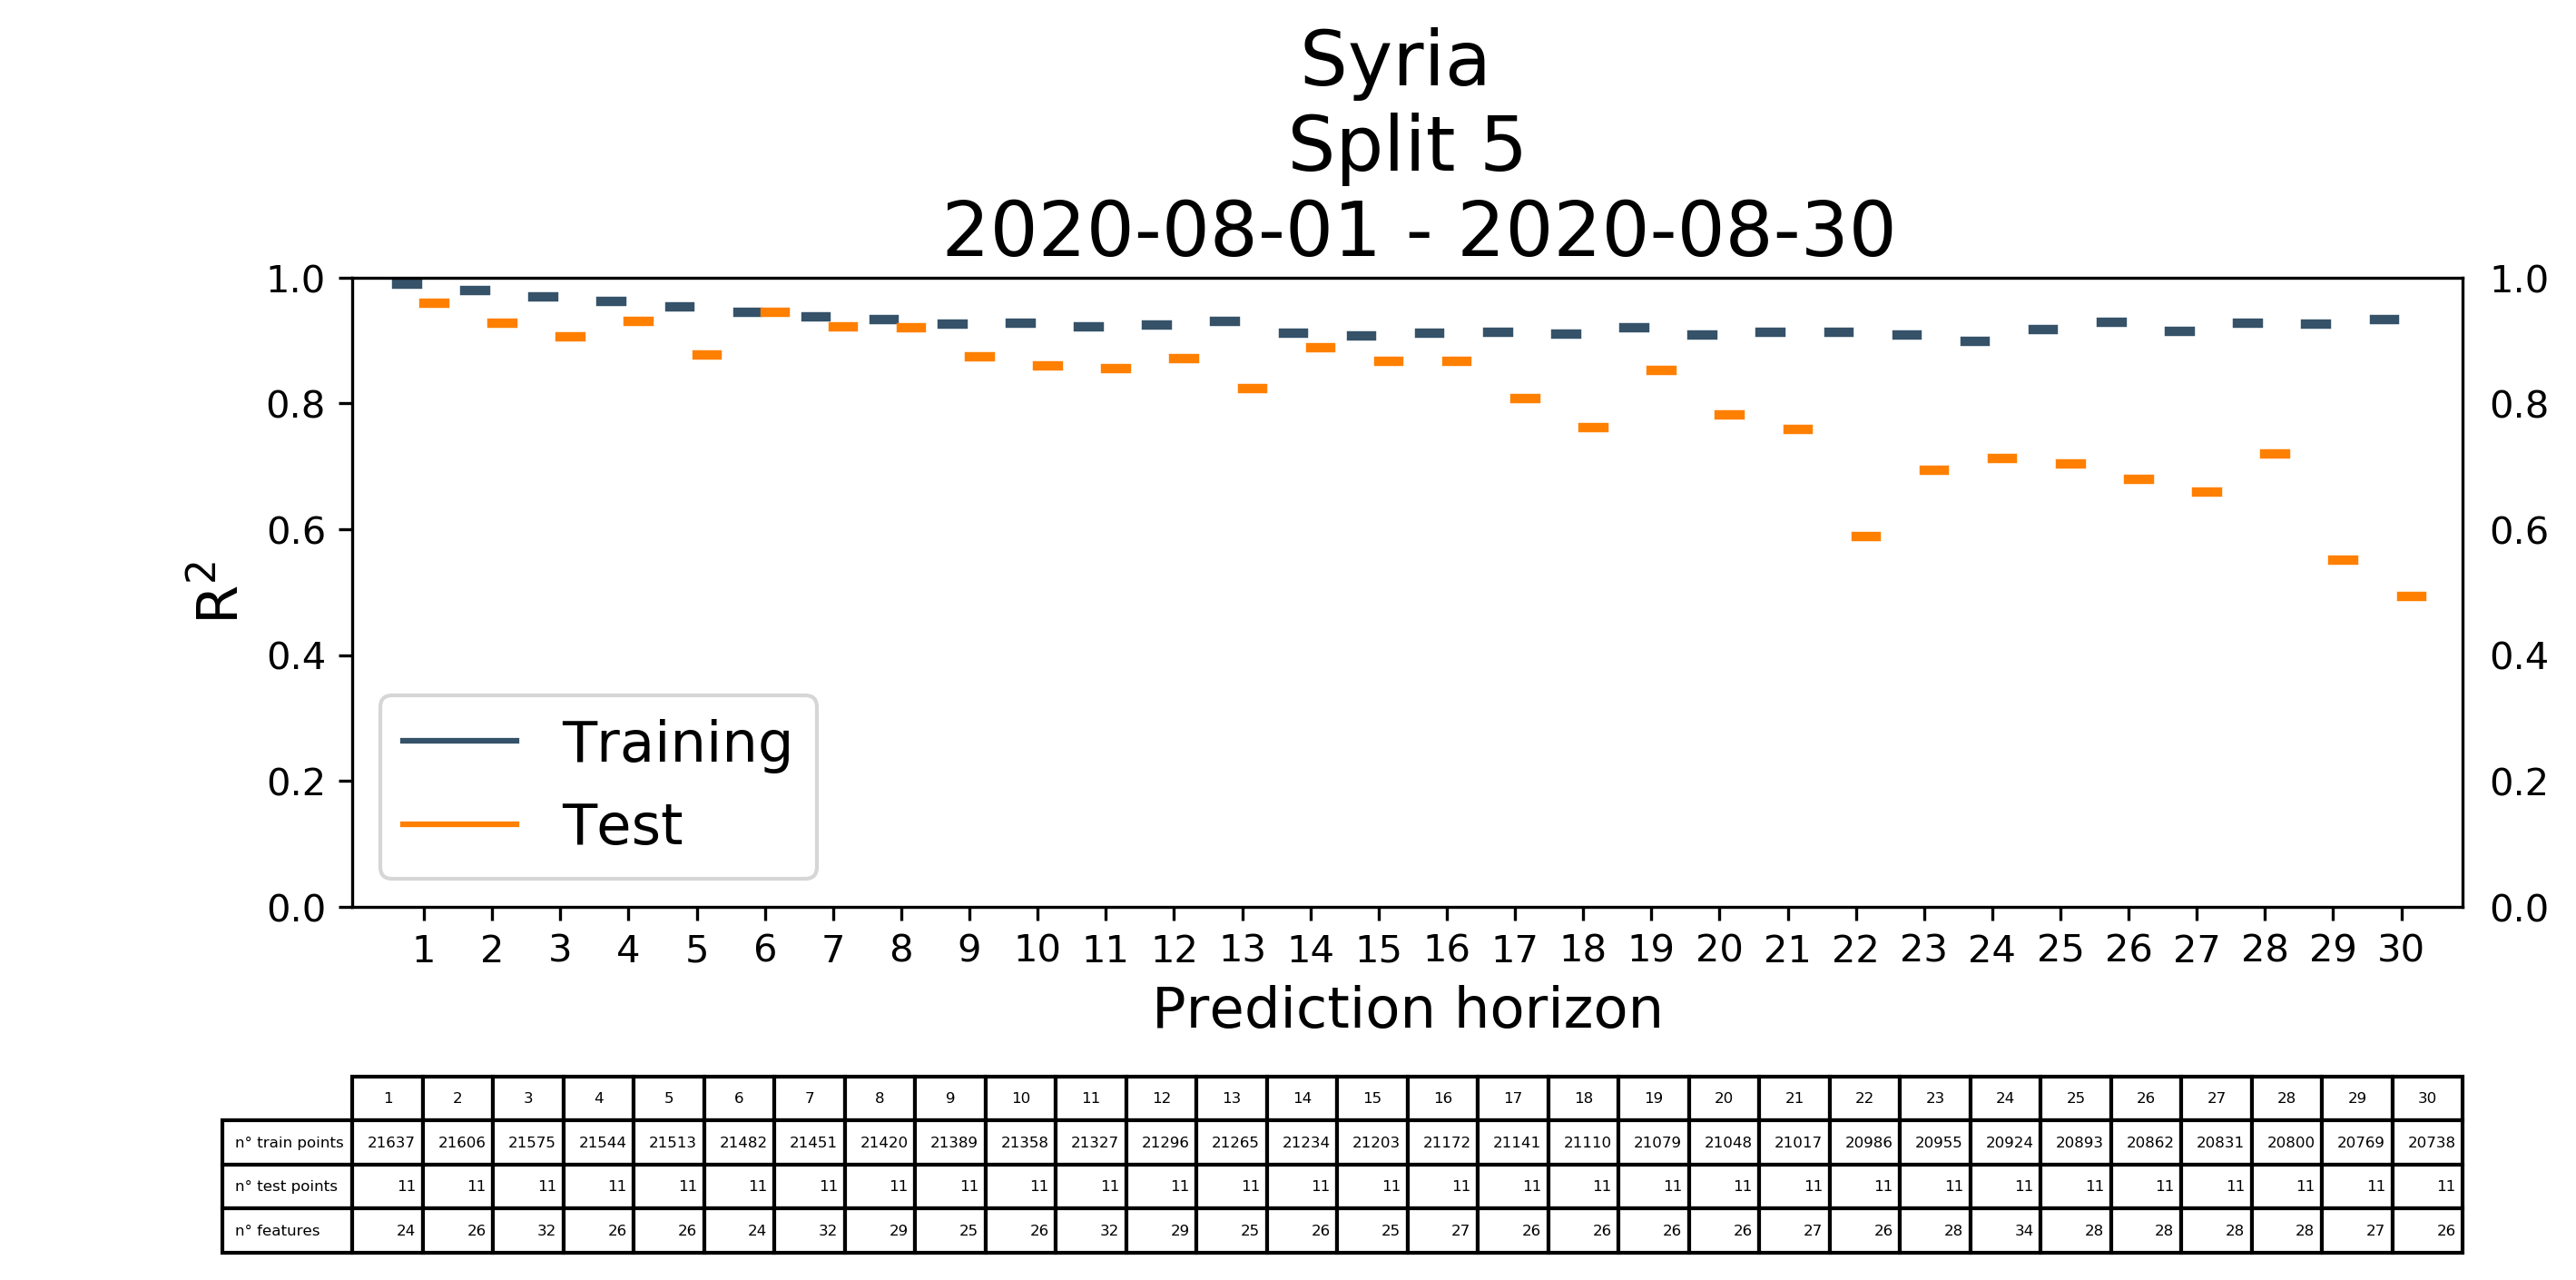 Syria
Split 5
2020-08-01 - 2020-08-30
1.0 1.0
0.8 0.8
0.6 0.6
0.4 0.4
0.2 0.2
0.0 0.0
R²
Training
Test
1 2 3 4 5 6 7 8 9 10 11 12 13 14 15 16 17 18 19 20 21 22 23 24 25 26 27 28 29 30
Prediction horizon
1 2 3 4 5 6 7 8 9 10 11 12 13 14 15 16 17 18 19 20 21 22 23 24 25 26 27 28 29 30
n° train points 21637 21606 21575 21544 21513 21482 21451 21420 21389 21358 21327 21296 21265 21234 21203 21172 21141 21110 21079 21048 21017 20986 20955 20924 20893 20862 20831 20800 20769 20738
n° test points 11 11 11 11 11 11 11 11 11 11 11 11 11 11 11 11 11 11 11 11 11 11 11 11 11 11 11 11 11 11
n° features 24 26 32 26 26 24 32 29 25 26 32 29 25 26 25 27 26 26 26 26 27 26 28 34 28 28 28 28 27 26